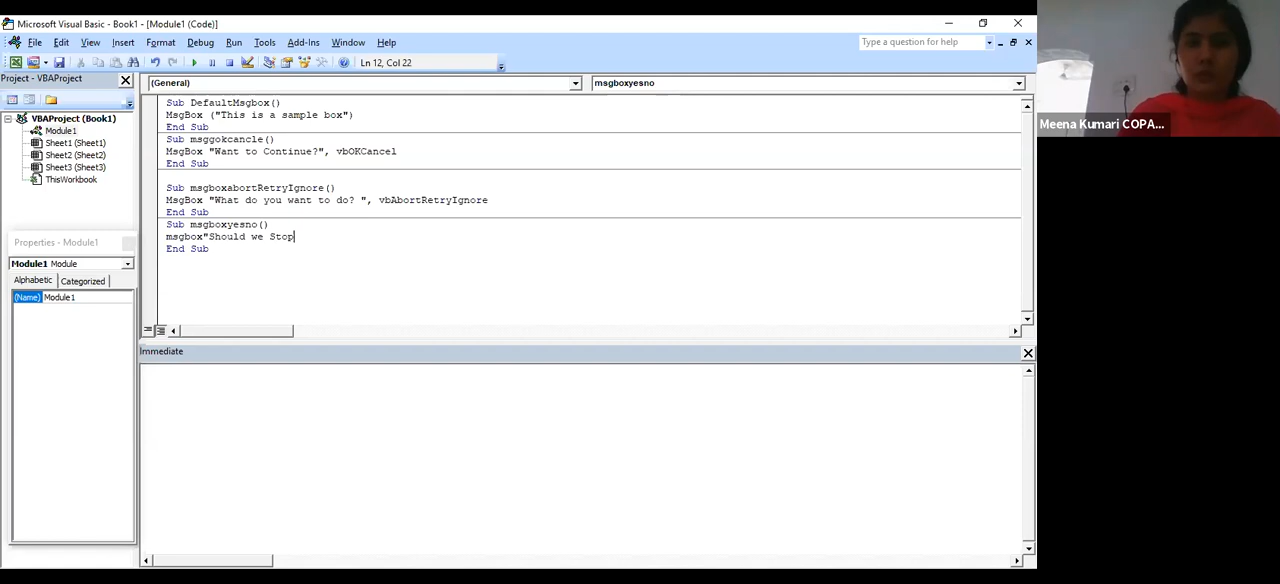 Microsoft Visual Basic - Book1 - [Module1 (Code)]
File Edit View Insert Format Debug Run Tools Add-Ins Window Help
Type a question for help
Ln 12, Col 22
Project - VBAProject
(General)
msgboxyesno
VBAProject (Book1)
Module1
Sheet1 (Sheet1)
Sheet2 (Sheet2)
Sheet3 (Sheet3)
ThisWorkbook
Sub DefaultMsgbox()
MsgBox ("This is a sample box")
End Sub
Sub msggokcancle()
MsgBox "Want to Continue?", vbOKCancel
End Sub
Sub msgboxabortRetryIgnore()
MsgBox "What do you want to do? ", vbAbortRetryIgnore
End Sub
Sub msgboxyesno()
msgbox"Should we Stop
End Sub
Properties - Module1
Module1 Module
Alphabetic Categorized
(Name) Module1
Immediate
Meena Kumari COPA...